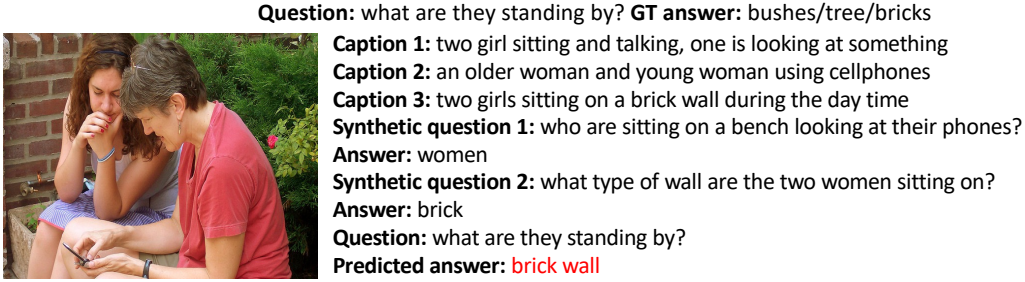 Question: what are they standing by? GT answer: bushes/tree/bricks
Caption 1: two girl sitting and talking, one is looking at something
Caption 2: an older woman and young woman using cellphones
Caption 3: two girls sitting on a brick wall during the day time
Synthetic question 1: who are sitting on a bench looking at their phones?
Answer: women
Synthetic question 2: what type of wall are the two women sitting on?
Answer: brick
Question: what are they standing by?
Predicted answer: brick wall